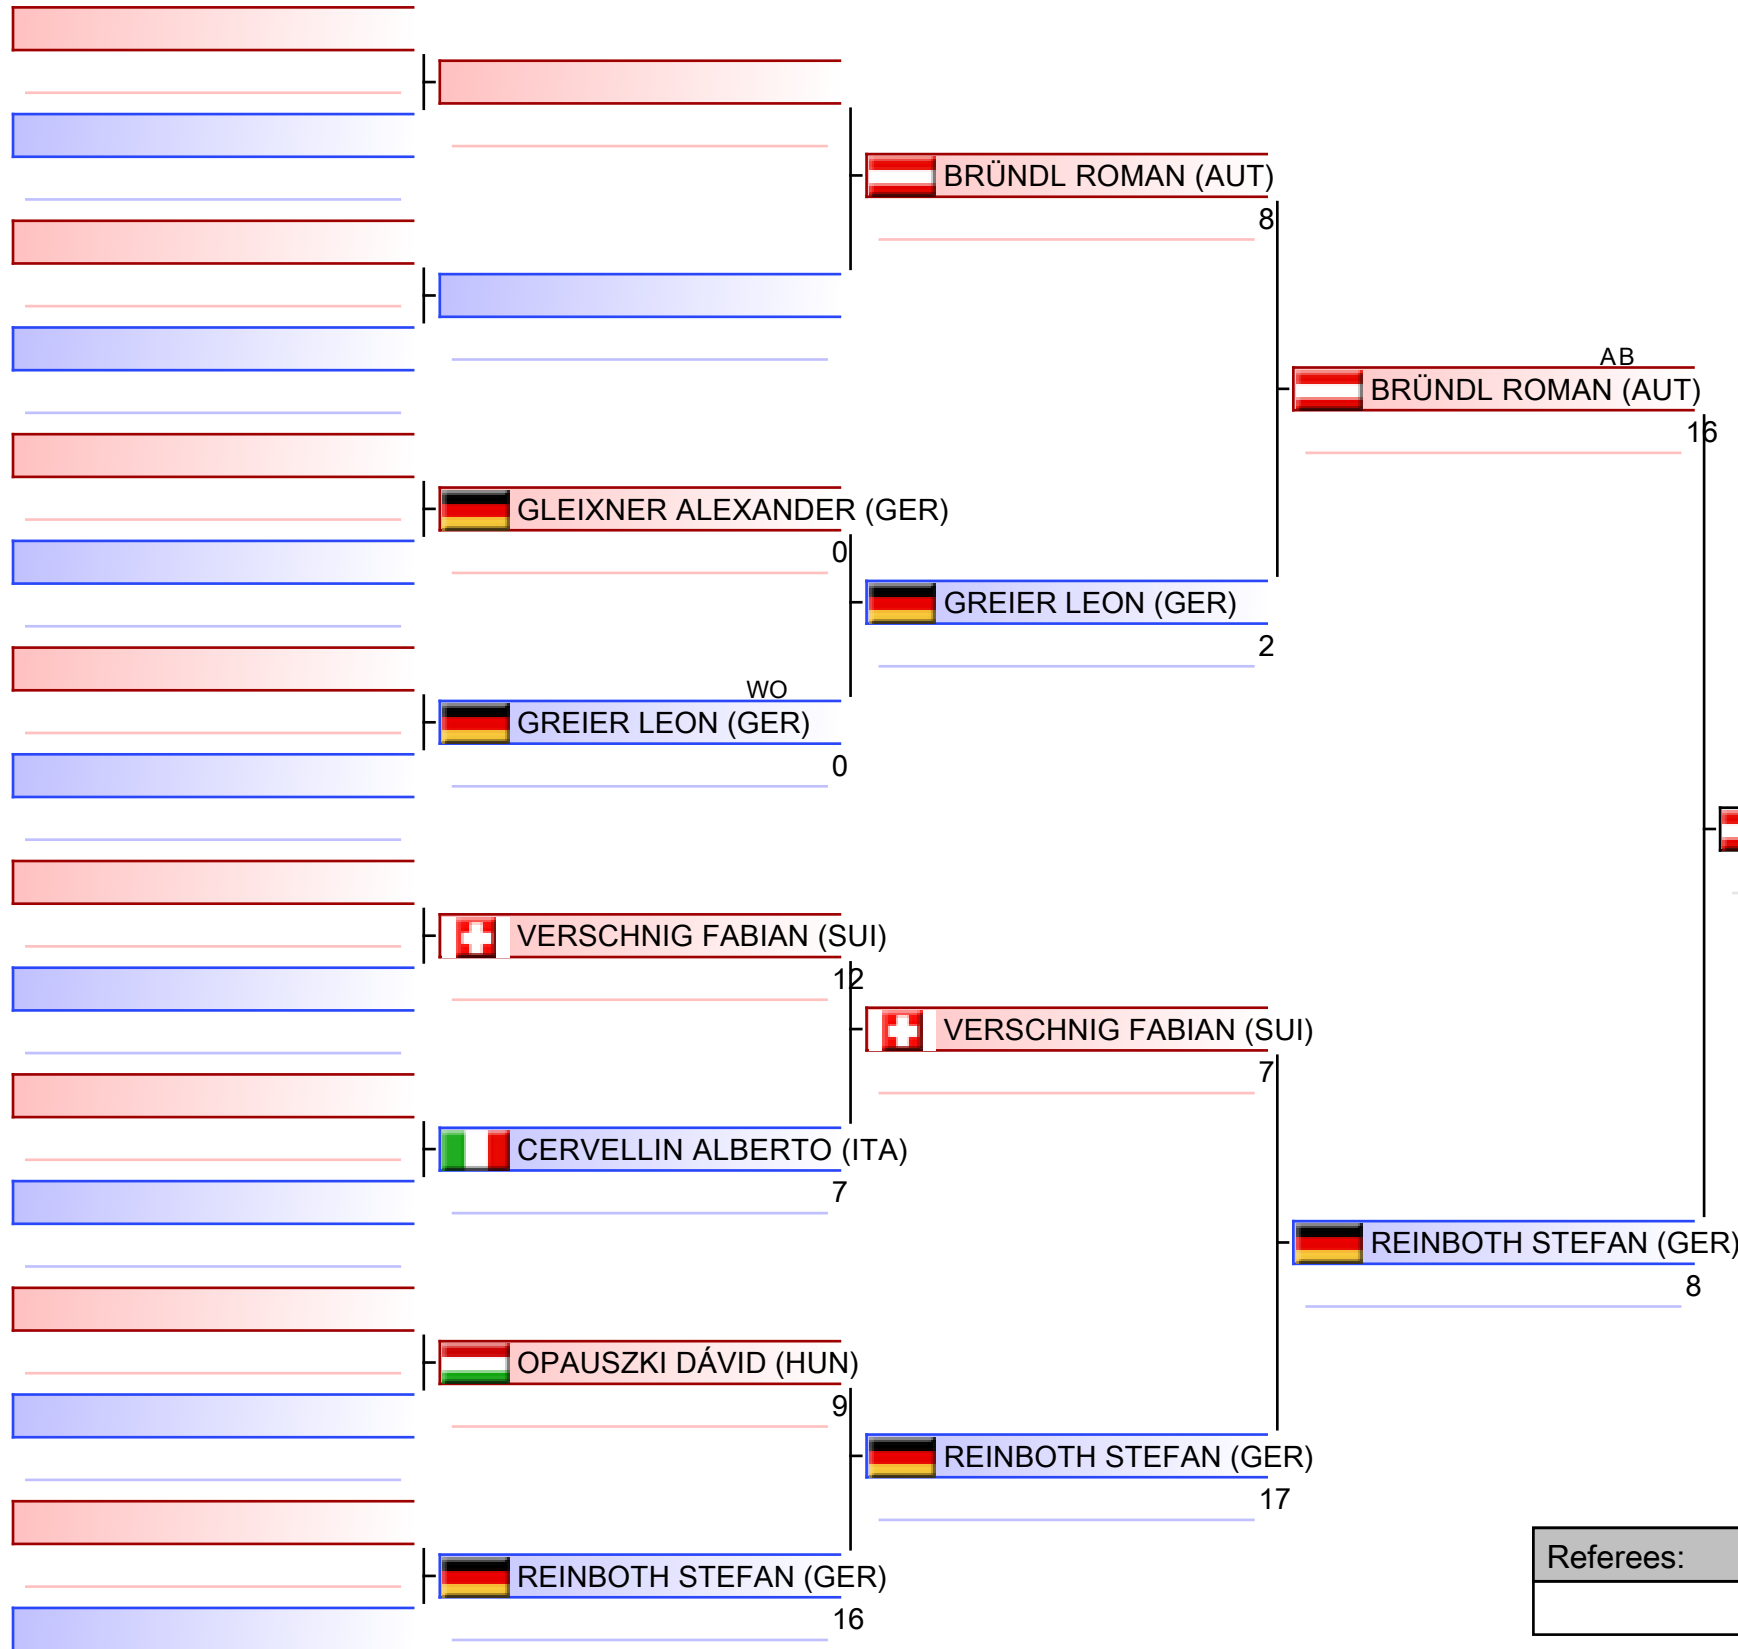 BRÜNDL ROMAN (AUT)
8
AB
BRÜNDL ROMAN (AUT)
16
GLEIXNER ALEXANDER (GER)
0
GREIER LEON (GER)
2
WO
GREIER LEON (GER)
0
VERSCHNIG FABIAN (SUI)
12
VERSCHNIG FABIAN (SUI)
7
CERVELLIN ALBERTO (ITA)
7
REINBOTH STEFAN (GER)
8
OPAUSZKI DÁVID (HUN)
9
REINBOTH STEFAN (GER)
17
Referees:
REINBOTH STEFAN (GER)
16